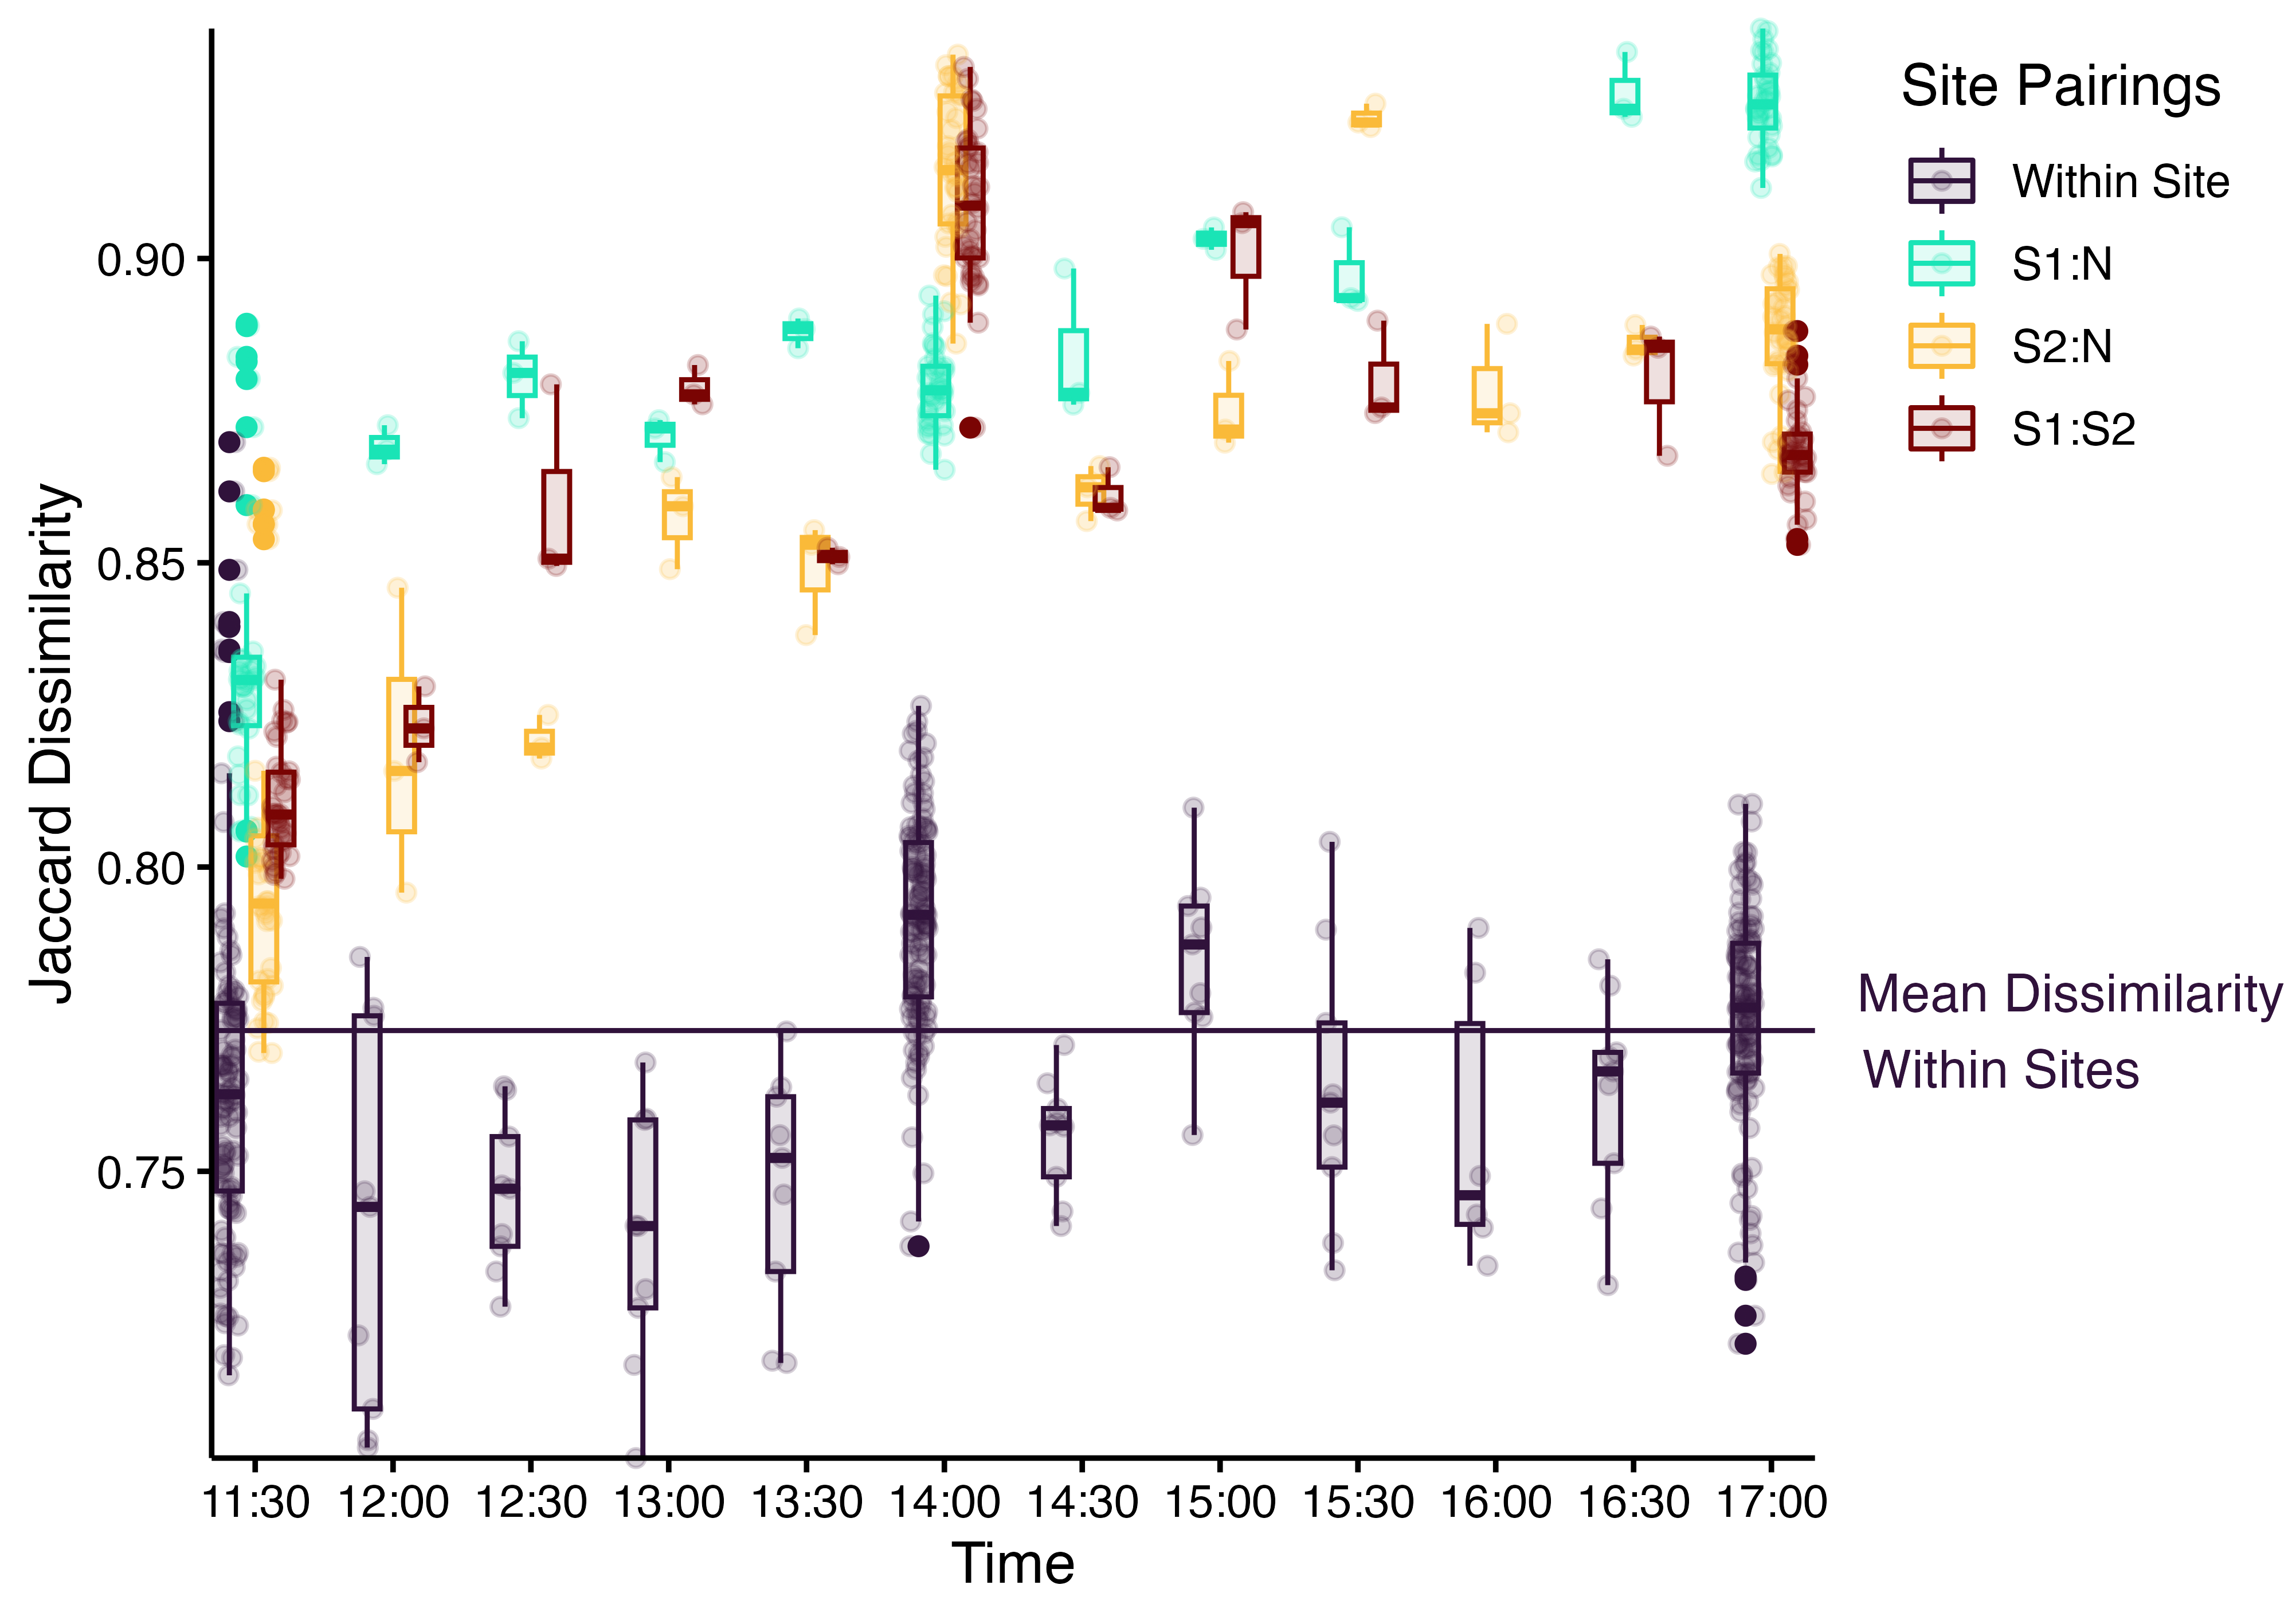 Site Pairings
Within Site
S1:N
S2:N
S1:S2
Jaccard Dissimilarity
0.90
0.85
0.80
0.75
Mean Dissimilarity
Within Sites
11:30 12:00 12:30 13:00 13:30 14:00 14:30 15:00 15:30 16:00 16:30 17:00
Time